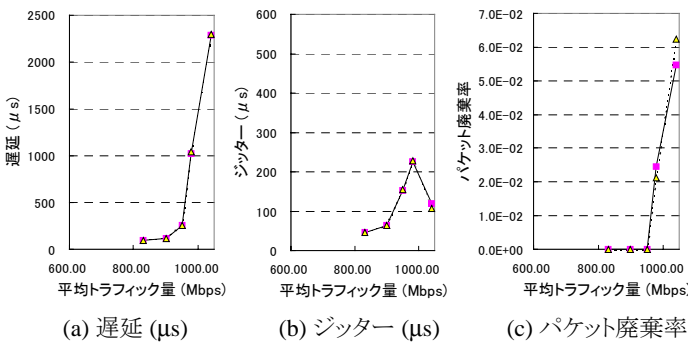 2500
2000
1500
1000
500
0
遅延 (μs)
600.00 800.00 1000.00
平均トラフィック量 (Mbps)
(a) 遅延 (μs)
600
500
400
300
200
100
0
ジッター (μs)
600.00 800.00 1000.00
平均トラフィック量 (Mbps)
(b) ジッター (μs)
7.0E-02
6.0E-02
5.0E-02
4.0E-02
3.0E-02
2.0E-02
1.0E-02
0.0E+00
パケット廃棄率
600.00 800.00 1000.00
平均トラフィック量 (Mbps)
(c) パケット廃棄率